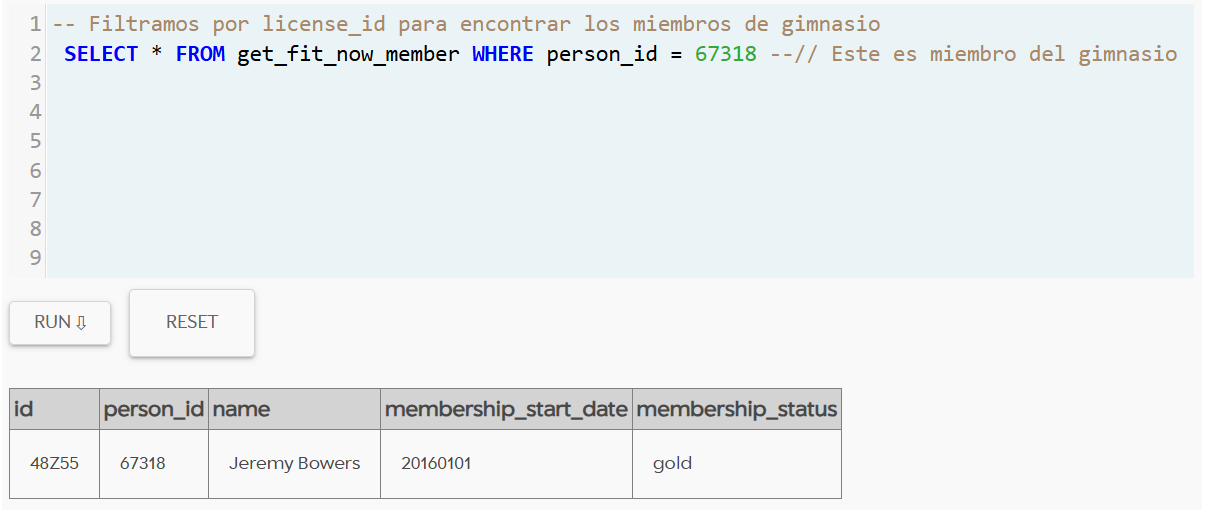 1 -- Filtramos por license_id para encontrar los miembros de gimnasio
2 SELECT * FROM get_fit_now_member WHERE person_id = 67318 --// Este es miembro del gimnasio
3
4
5
6
7
8
9
RUN ⇩ RESET
id person_id name membership_start_date membership_status
48Z55 67318 Jeremy Bowers 20160101 gold